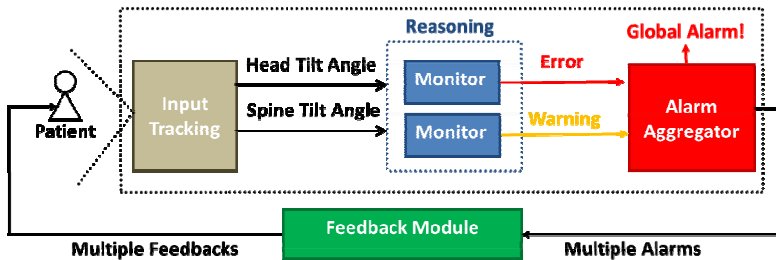 Reasoning
Global Alarm!
Head Tilt Angle
Monitor
Error
Input
Tracking
Patient
Spine Tilt Angle
Monitor
Warning
Alarm
Aggregator
Feedback Module
Multiple Feedbacks
Multiple Alarms